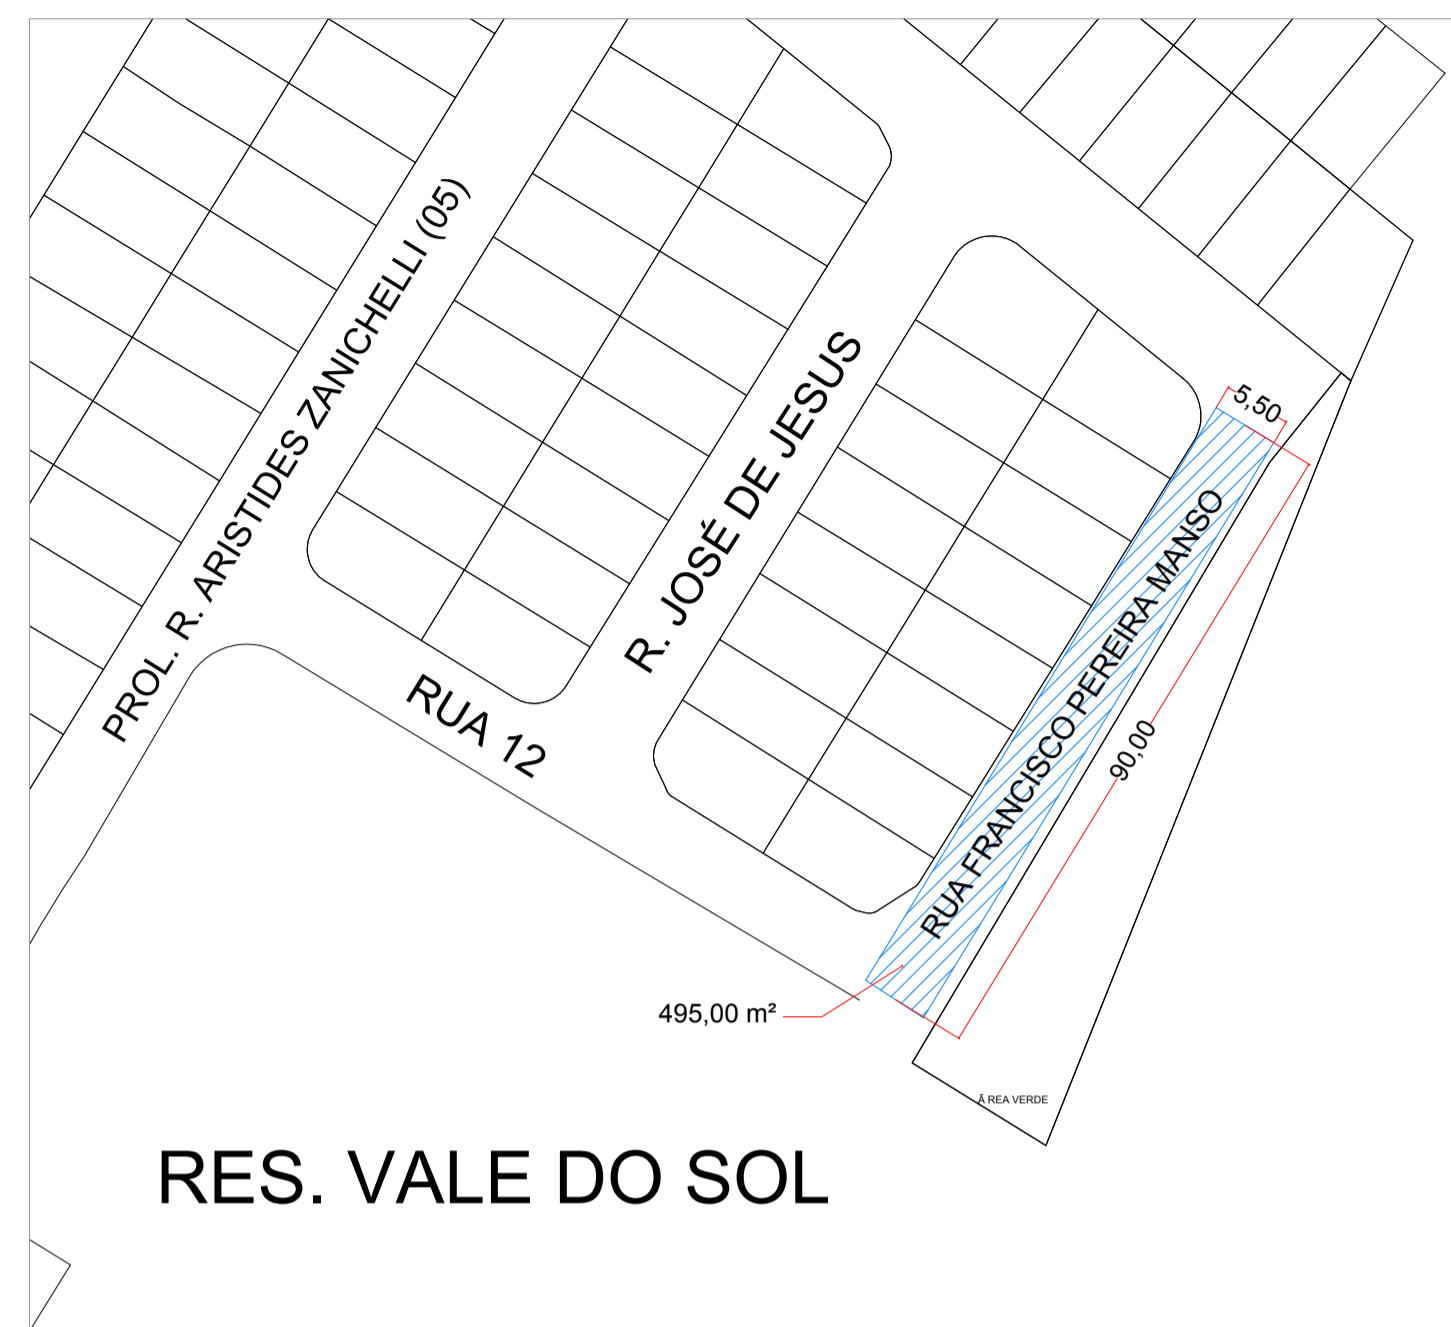 PROL. R. ARISTIDES ZANICHELLI (05)
R. JOSÉ DE JESUS
5,50
RUA FRANCISCO PEREIRA MANSO
RUA 12
90,00
495,00 m²
Ã REA VERDE
RES. VALE DO SOL